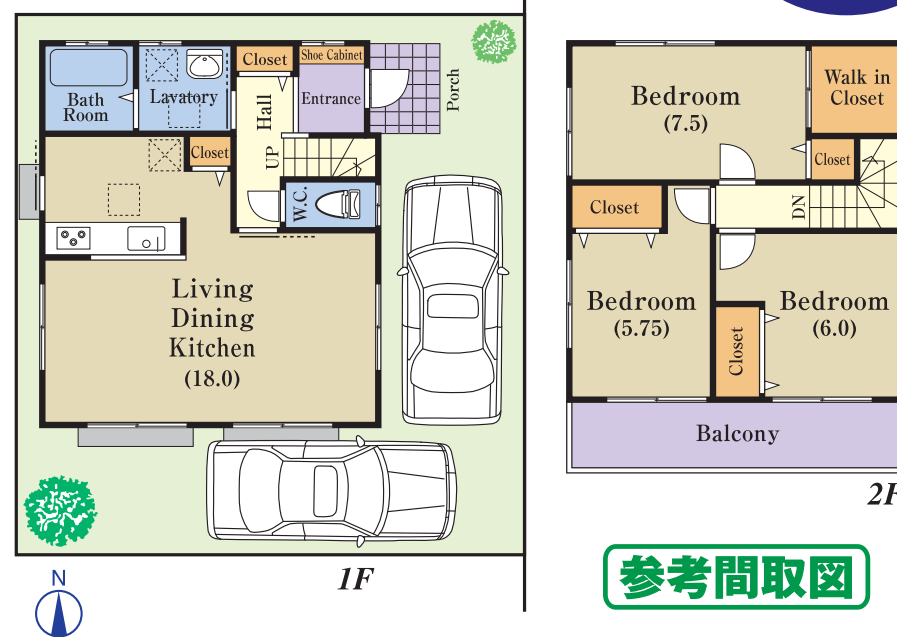 Bath
Room
Lavatory
Closet
Shoe Cabinet
Hall
Entrance
Porch
Closet
UP
W.C.
Living
Dining
Kitchen
(18.0)
1F
N
Bedroom
(7.5)
Walk in
Closet
Closet
Closet
DN
Bedroom
(5.75)
Closet
Bedroom
(6.0)
Balcony
2F
参考間取図